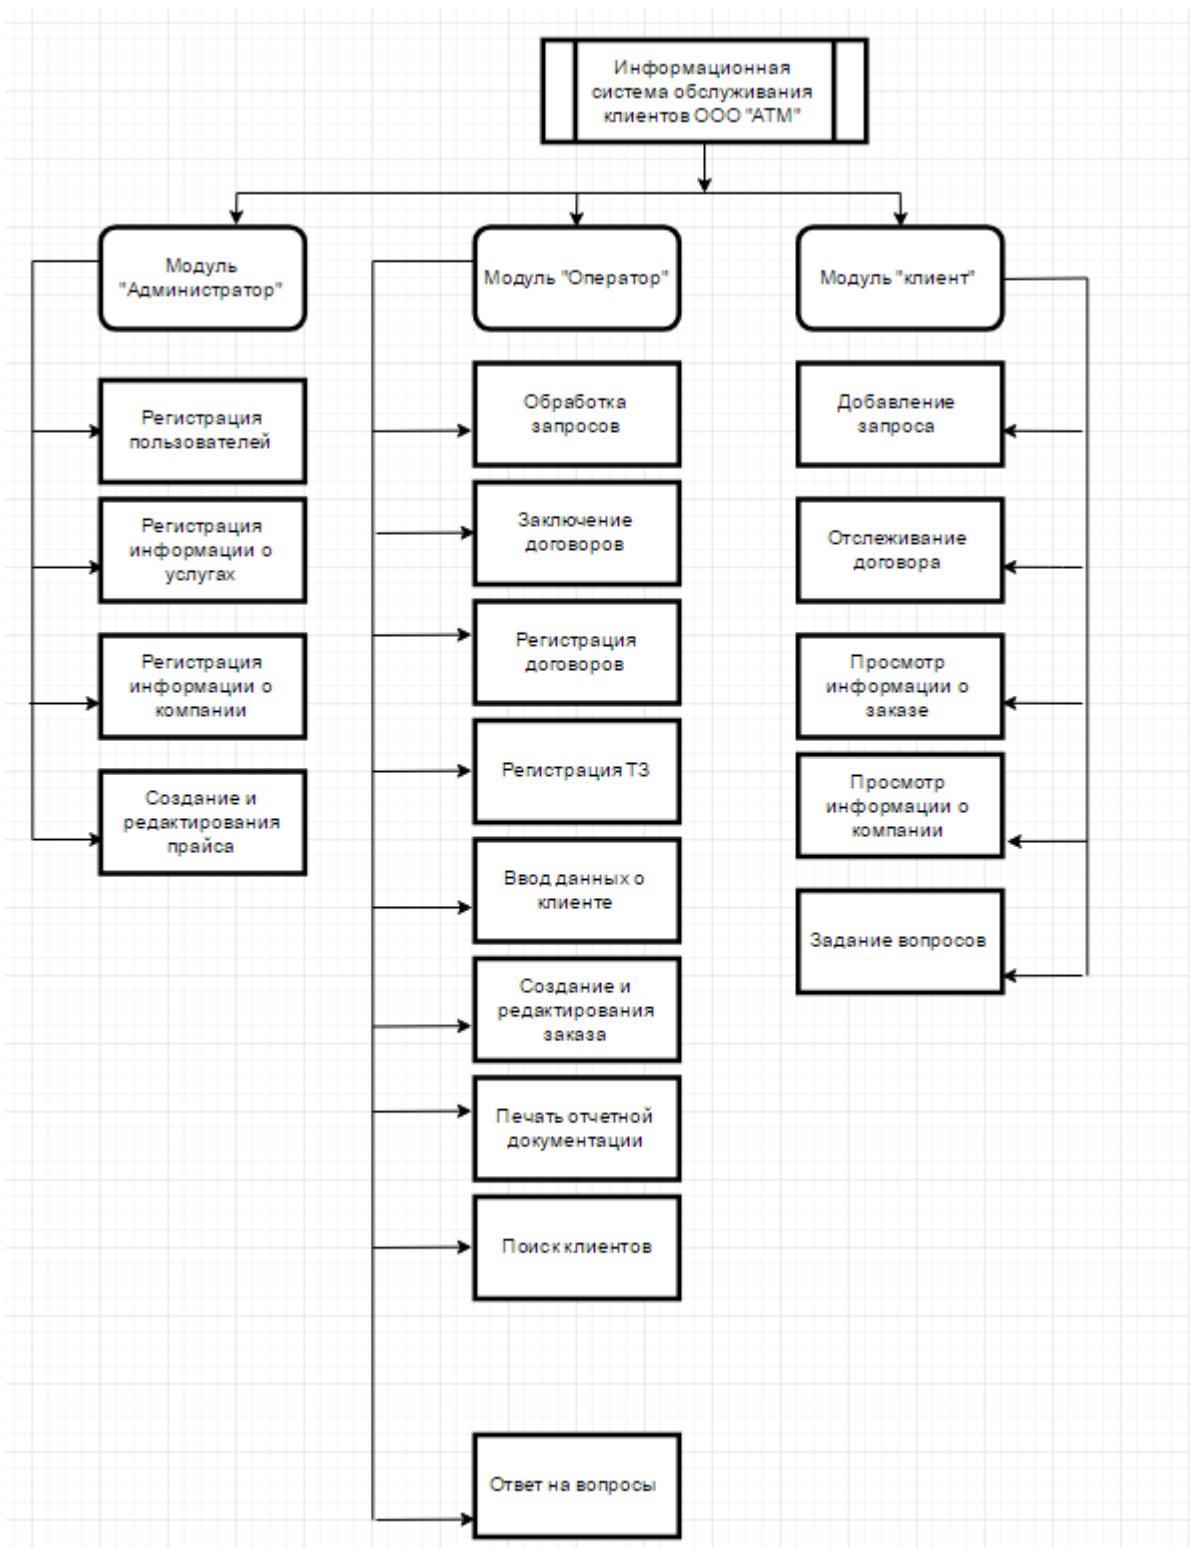 Информационная
система обслуживания
клиентов ООО "АТМ"
Модуль
"Администратор"
Модуль "Оператор"
Модуль "клиент"
Регистрация
пользователей
Регистрация
информации о
услугах
Регистрация
информации о
компании
Создание и
редактирования
прайса
Обработка
запросов
Заключение
договоров
Регистрация
договоров
Регистрация ТЗ
Ввод данных о
клиенте
Создание и
редактирования
заказа
Печать отчетной
документации
Поиск клиентов
Ответ на вопросы
Добавление
запроса
Отслеживание
договора
Просмотр
информации о
заказе
Просмотр
информации о
компании
Задание вопросов